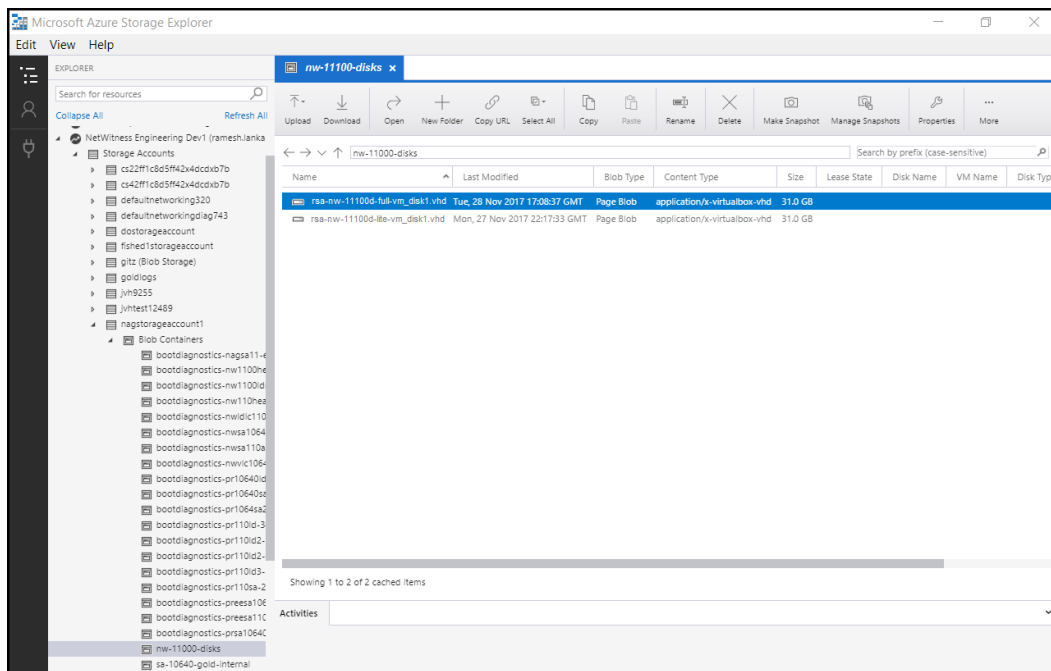 Microsoft Azure Storage Explorer
Edit View Help
EXPLORER
Search for resources
Collapse All Refresh All
NetWitness Engineering Dev1 (ramesh.lanka
Storage Accounts
cs22ff1c8d5ff42x4dcdxb7b
cs42ff1c8d5ff42x4dcdxb7b
defaultnetworking320
defaultnetworkingdiag743
dostorageaccount
fished1storageaccount
gitz (Blob Storage)
goldlogs
jvh9255
jvhtest12489
nagstorageaccount1
Blob Containers
bootdiagnostics-nagsa11-e
bootdiagnostics-nw1100he
bootdiagnostics-nw1100ld
bootdiagnostics-nw110hea
bootdiagnostics-nwldic110
bootdiagnostics-nwsa1064
bootdiagnostics-nwsa110a
bootdiagnostics-nwvlc1064
bootdiagnostics-pr10640ld
bootdiagnostics-pr10640sa
bootdiagnostics-pr1064sa2
bootdiagnostics-pr110ld-3
bootdiagnostics-pr110ld2-
bootdiagnostics-pr110ld2-
bootdiagnostics-pr110ld3-
bootdiagnostics-pr110sa-2
bootdiagnostics-preesa106
bootdiagnostics-preesa110
bootdiagnostics-prsa10640
nw-11000-disks
sa-10640-gold-internal
nw-11100-disks ×
Upload Download Open New Folder Copy URL Select All Copy Paste Rename Delete Make Snapshot Manage Snapshots Properties More
nw-11000-disks Search by prefix (case-sensitive)
Name Last Modified Blob Type Content Type Size Lease State Disk Name VM Name Disk Typ
rsa-nw-11100d-full-vm_disk1.vhd Tue, 28 Nov 2017 17:08:37 GMT Page Blob application/x-virtualbox-vhd 31.0 GB
rsa-nw-11100d-lite-vm_disk1.vhd Mon, 27 Nov 2017 22:17:33 GMT Page Blob application/x-virtualbox-vhd 31.0 GB
Showing 1 to 2 of 2 cached items
Activities